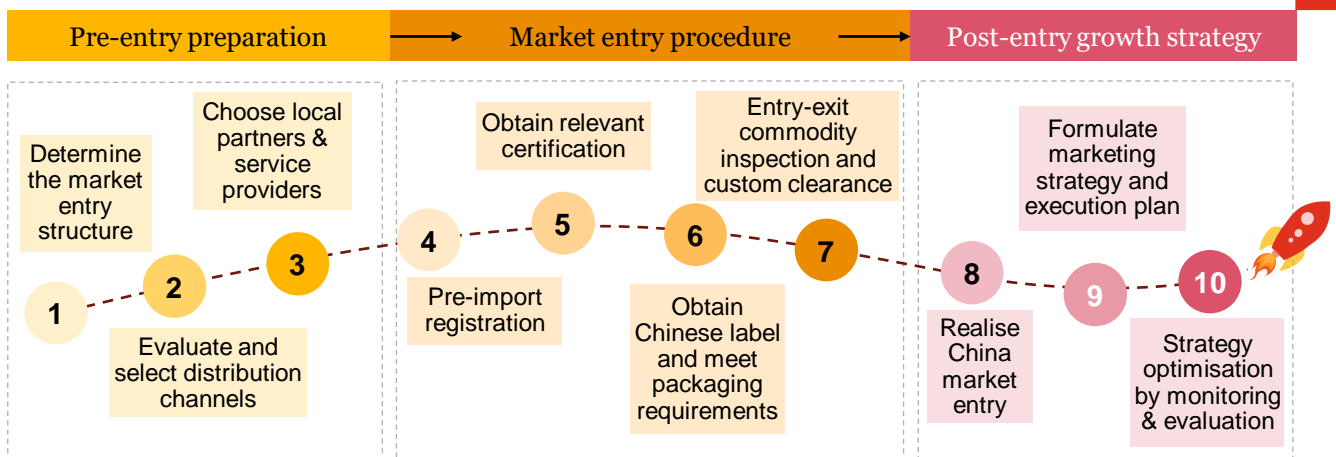 Pre-entry preparation
Market entry procedure
Post-entry growth strategy
1
Determine
the market
entry
structure
2
Evaluate and
select distribution
channels
3
Choose local
partners &
service
providers
4
Pre-import
registration
5
Obtain relevant
certification
6
Obtain
Chinese label
and meet
packaging
requirements
7
Entry-exit
commodity
inspection and
custom clearance
8
Realise
China
market
entry
9
Formulate
marketing
strategy and
execution plan
10
Strategy
optimisation
by monitoring
& evaluation